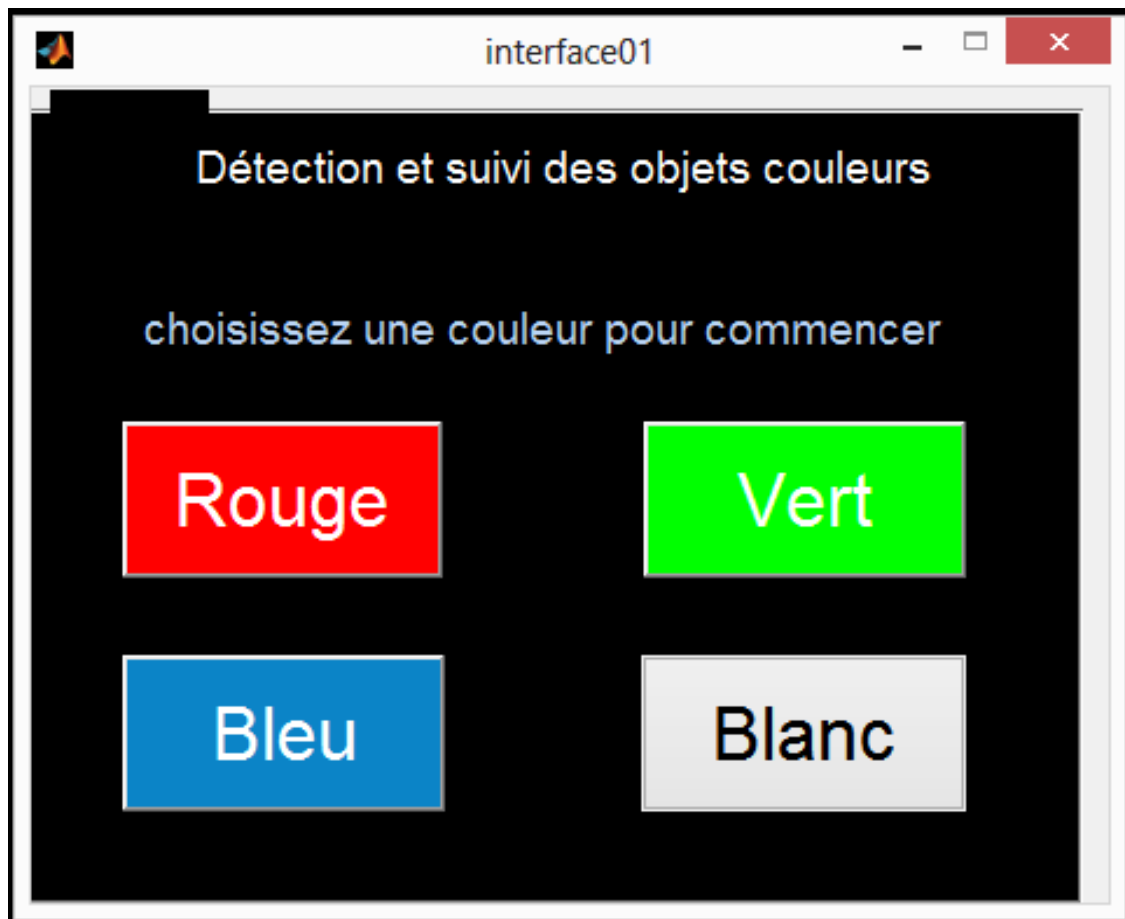 interface01
Détection et suivi des objets couleurs
choisissez une couleur pour commencer
Rouge
Vert
Bleu
Blanc